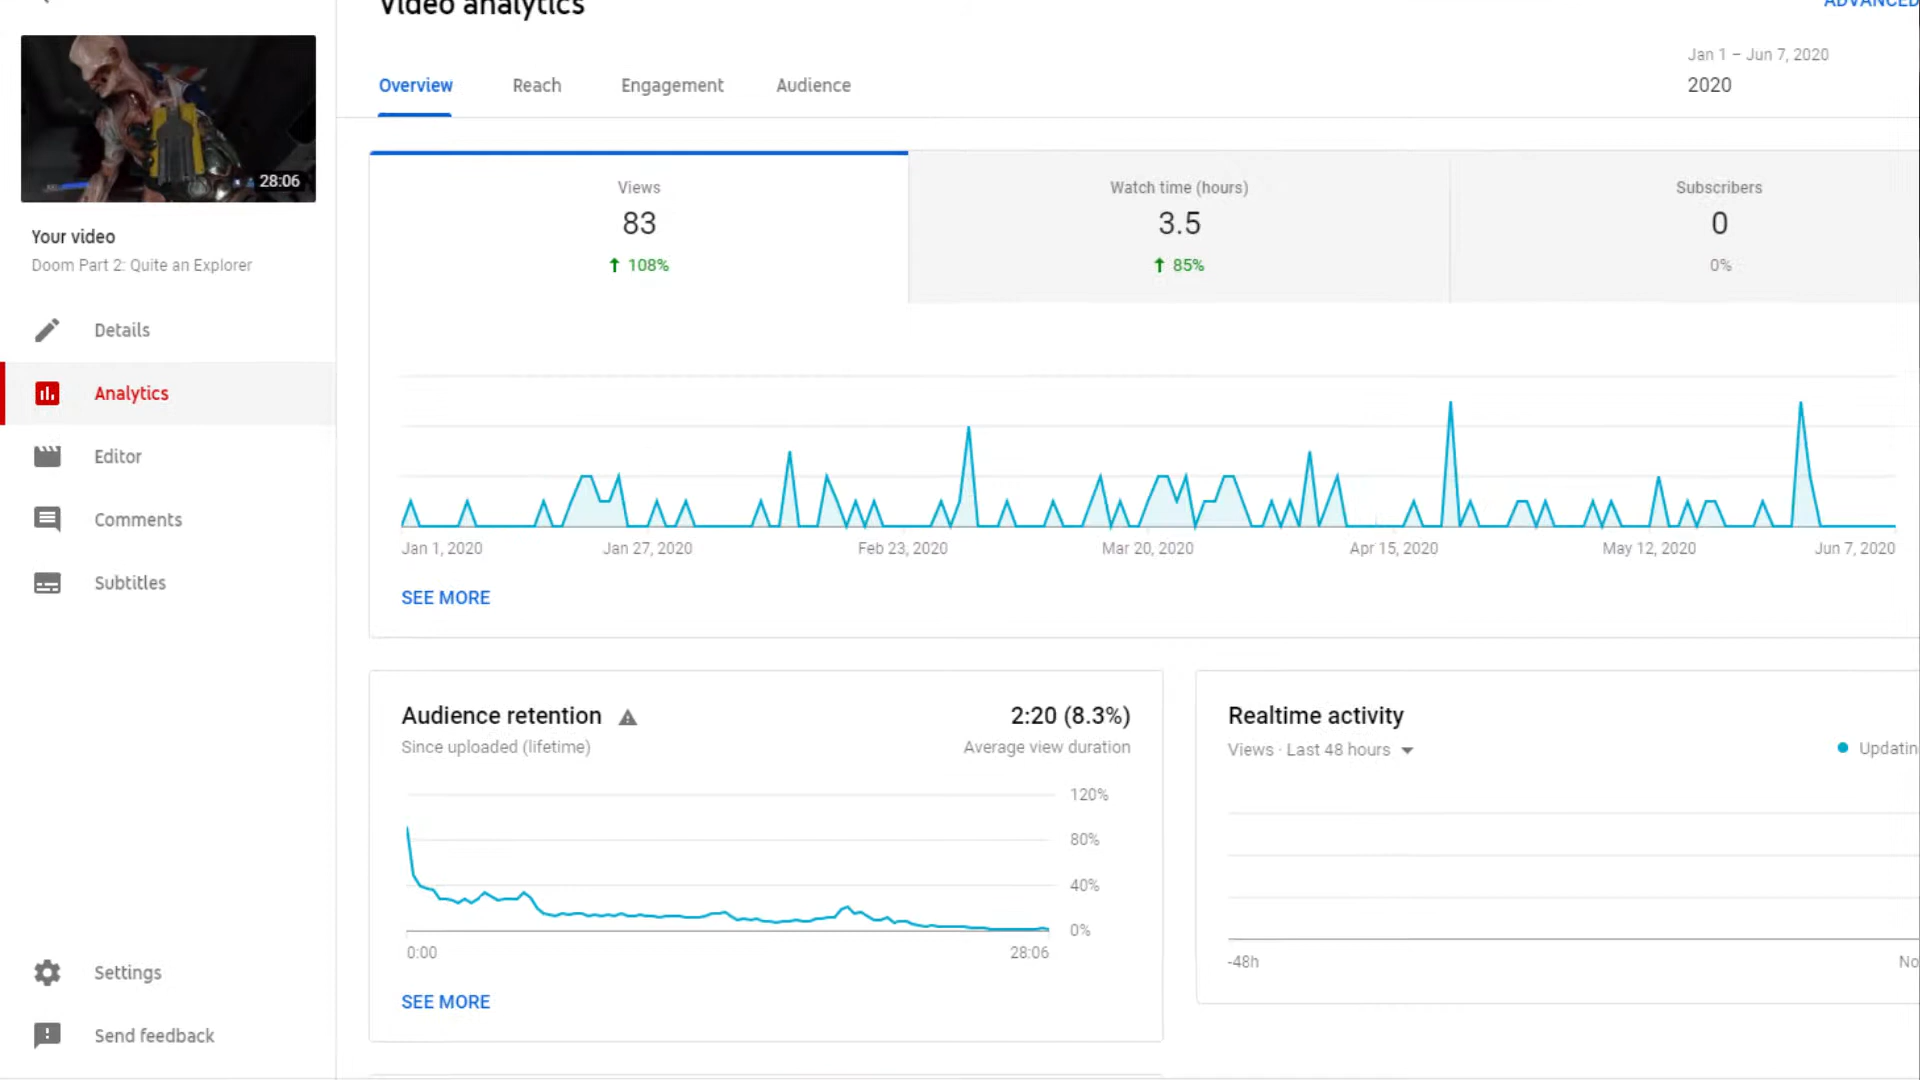 Video analytics
ADVANCED
28:06
Your video
Doom Part 2: Quite an Explorer
Details
Analytics
Editor
Comments
Subtitles
Settings
Send feedback
Overview
Reach
Engagement
Audience
Jan 1 – Jun 7, 2020
2020
Views
83
108%
Watch time (hours)
3.5
85%
Subscribers
0
0%
Jan 1, 2020
Jan 27, 2020
Feb 23, 2020
Mar 20, 2020
Apr 15, 2020
May 12, 2020
Jun 7, 2020
SEE MORE
Audience retention
2:20 (8.3%)
Since uploaded (lifetime)
Average view duration
120%
80%
40%
0%
0:00
28:06
SEE MORE
Realtime activity
Views · Last 48 hours
Updatin
-48h
No